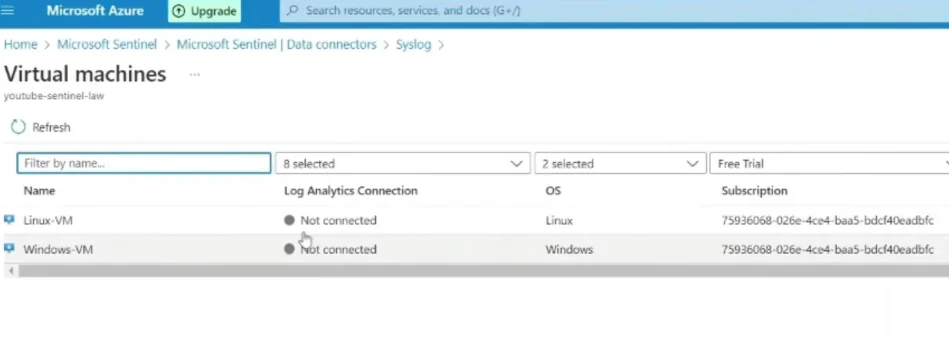 Microsoft Azure Upgrade Search resources, services, and docs (G+/)
Home > Microsoft Sentinel > Microsoft Sentinel | Data connectors > Syslog >
Virtual machines ...
youtube-sentinel-law
Refresh
Filter by name... 8 selected 2 selected Free Trial
Name Log Analytics Connection OS Subscription
Linux-VM Not connected Linux 75936068-026e-4ce4-baa5-bdcf40eadbfc
Windows-VM Not connected Windows 75936068-026e-4ce4-baa5-bdcf40eadbfc